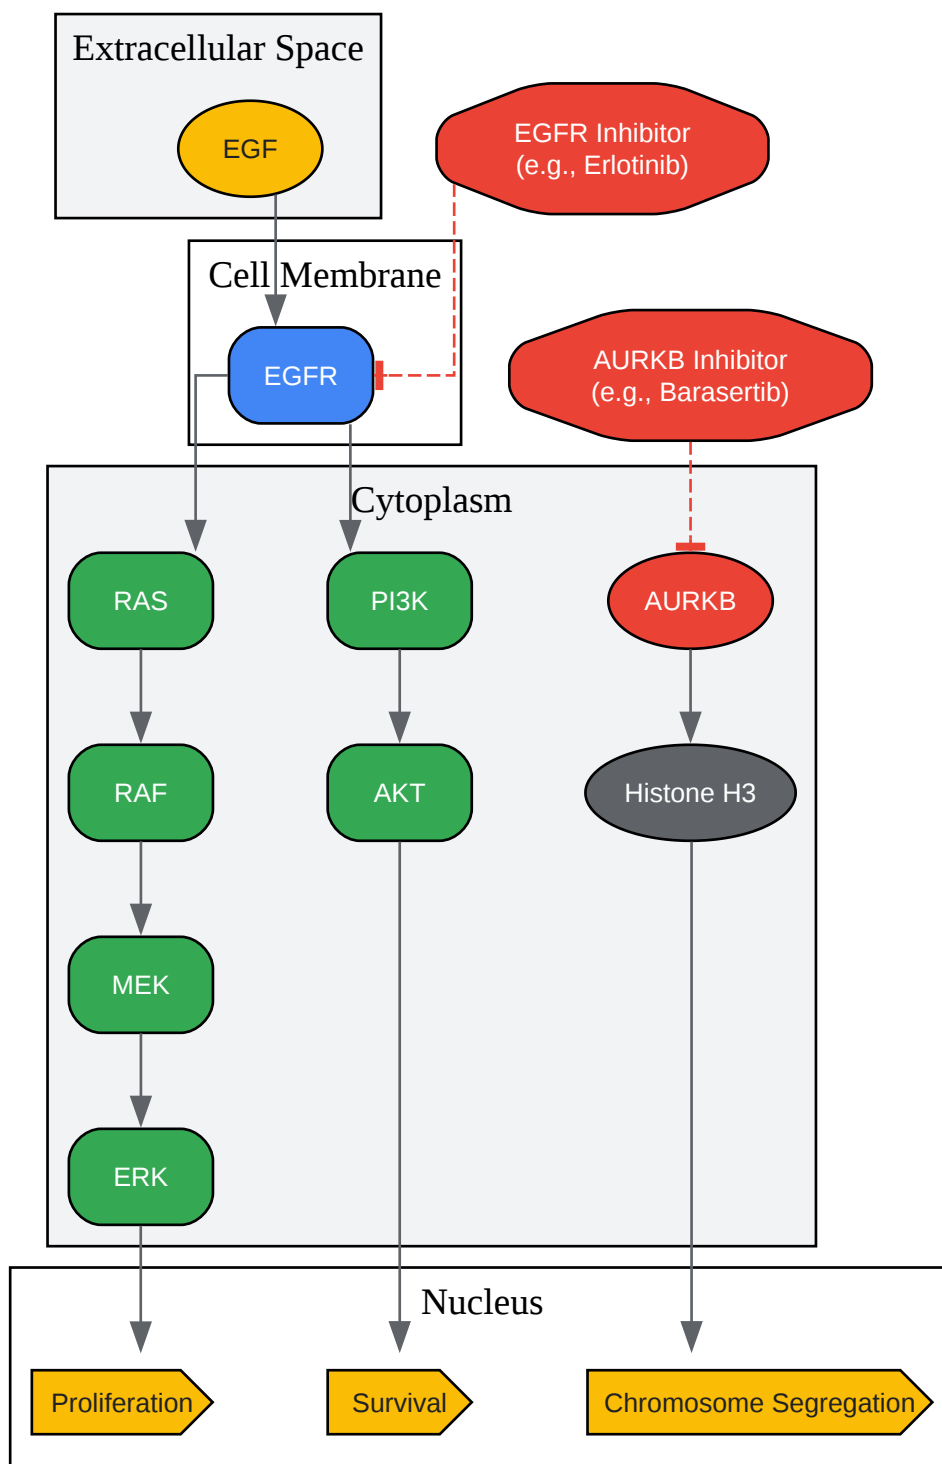 Extracellular Space
EGF
EGFR Inhibitor
(e.g., Erlotinib)
Cell Membrane
EGFR
AURKB Inhibitor
(e.g., Barasertib)
Cytoplasm
RAS
PI3K
AURKB
RAF
AKT
Histone H3
MEK
ERK
Nucleus
Proliferation
Survival
Chromosome Segregation